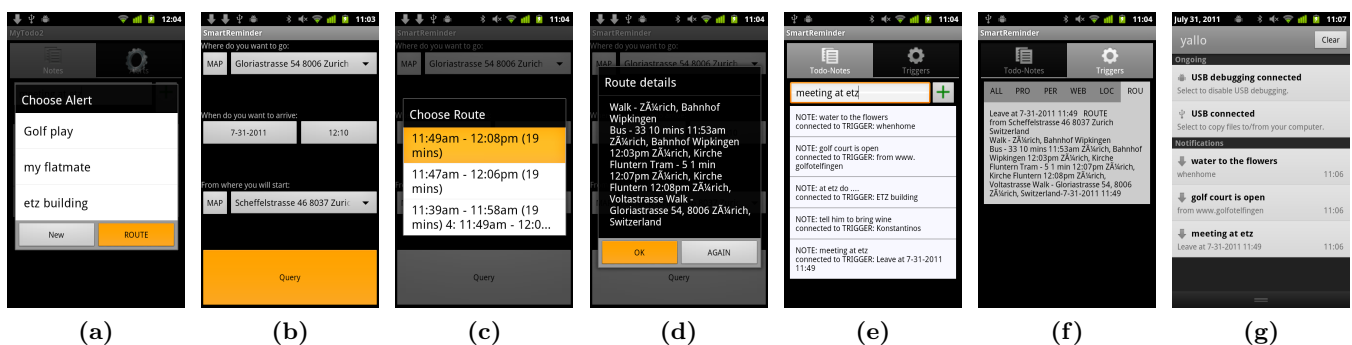 12:04
MyTodo2
Notes
Choose Alert
Golf play
my flatmate
etz building
New
ROUTE
(a)
11:03
SmartReminder
Where do you want to go:
MAP
Gloriastrasse 54 8006 Zurich
When do you want to arrive:
7-31-2011
12:10
From where you will start:
MAP
Scheffelstrasse 46 8037 Zuric
Query
(b)
11:04
SmartReminder
Where do you want to go:
MAP
Gloriastrasse 54 8006 Zurich
Choose Route
11:49am - 12:08pm (19
mins)
11:47am - 12:06pm (19
mins)
11:39am - 11:58am (19
mins) 4: 11:49am - 12:0...
Query
(c)
11:04
SmartReminder
Where do you want to go:
MAP
Gloriastrasse 54 8006 Zurich
Route details
Walk - ZÃ¼rich, Bahnhof
Wipkingen
Bus - 33 10 mins 11:53am
ZÃ¼rich, Bahnhof Wipkingen
12:03pm ZÃ¼rich, Kirche
Fluntern Tram - 5 1 min
12:07pm ZÃ¼rich, Kirche
Fluntern 12:08pm ZÃ¼rich,
Voltastrasse Walk -
Gloriastrasse 54, 8006 ZÃ¼rich,
Switzerland
OK
AGAIN
Query
(d)
11:04
SmartReminder
Todo-Notes
Triggers
meeting at etz
NOTE: water to the flowers
connected to TRIGGER: whenhome
NOTE: golf court is open
connected to TRIGGER: from www.
golfotelfingen
NOTE: at etz do ....
connected to TRIGGER: ETZ building
NOTE: tell him to bring wine
connected to TRIGGER: Konstantinos
NOTE: meeting at etz
connected to TRIGGER: Leave at 7-31-2011
11:49
(e)
11:04
SmartReminder
Todo-Notes
Triggers
ALL PRO PER WEB LOC ROU
Leave at 7-31-2011 11:49 ROUTE
from Scheffelstrasse 46 8037 Zurich
Switzerland
Walk - ZÃ¼rich, Bahnhof Wipkingen
Bus - 33 10 mins 11:53am ZÃ¼rich, Bahnhof
Wipkingen 12:03pm ZÃ¼rich, Kirche
Fluntern Tram - 5 1 min 12:07pm ZÃ¼rich,
Kirche Fluntern 12:08pm ZÃ¼rich,
Voltastrasse Walk - Gloriastrasse 54, 8006
ZÃ¼rich, Switzerland-7-31-2011 11:49
(f)
July 31, 2011
11:07
yallo
Clear
Ongoing
USB debugging connected
Select to disable USB debugging.
USB connected
Select to copy files to/from your computer.
Notifications
water to the flowers
whenhome
11:06
golf court is open
from www.golfotelfingen
11:06
meeting at etz
Leave at 7-31-2011 11:49
11:06
(g)